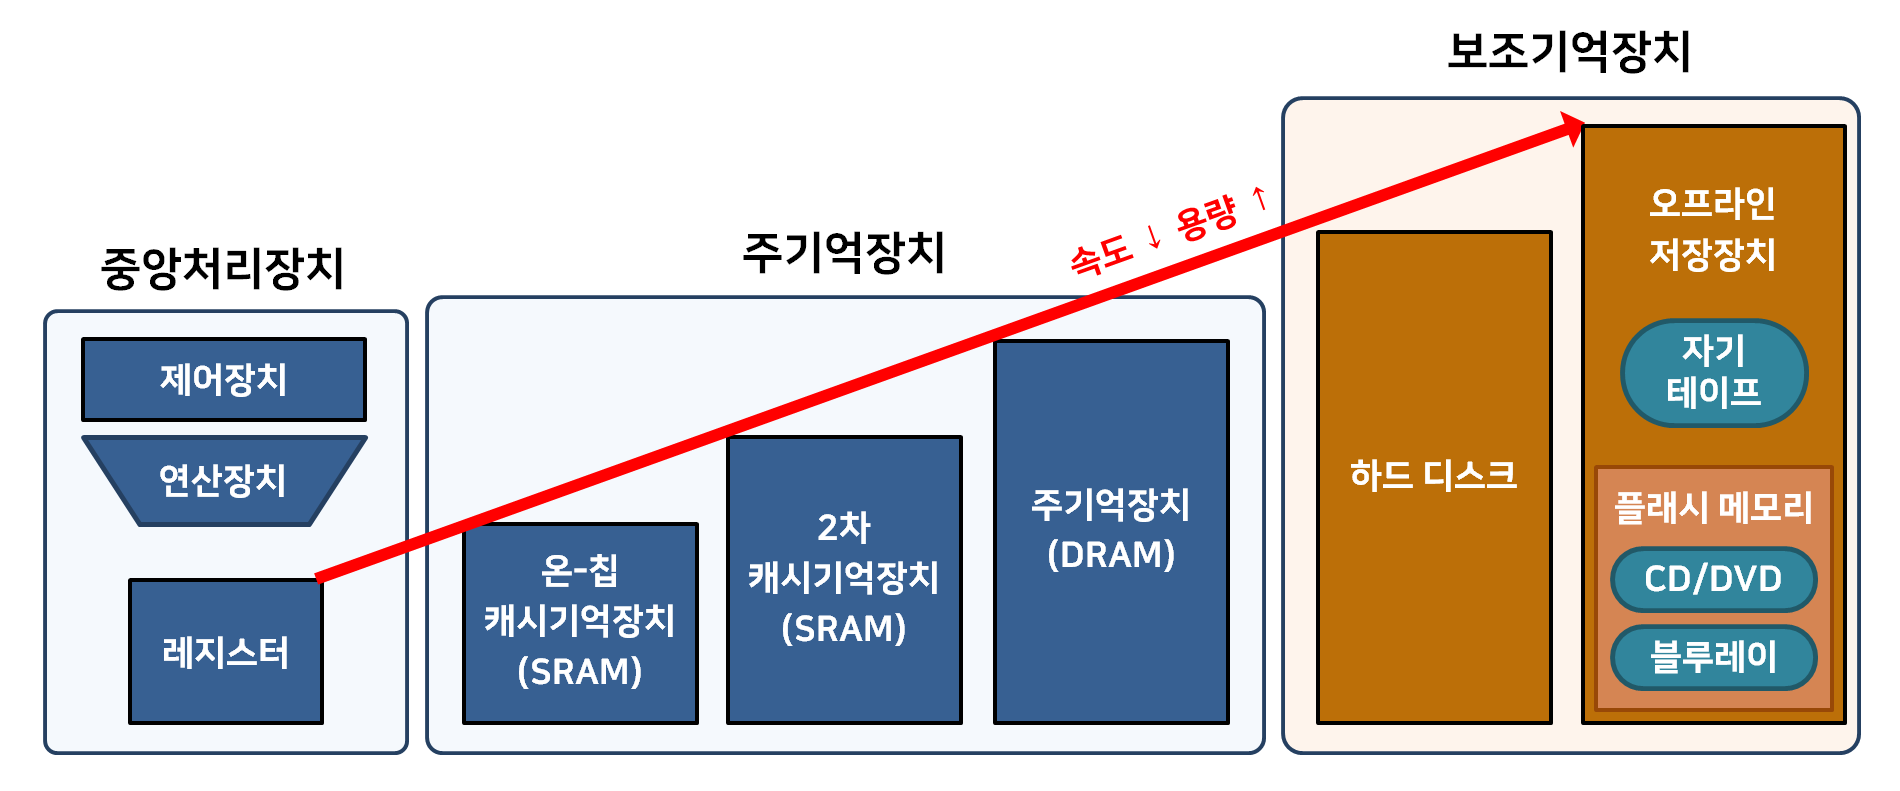 중앙처리장치
제어장치
연산장치
레지스터
주기억장치
온-칩
캐시기억장치
(SRAM)
2차
캐시기억장치
(SRAM)
주기억장치
(DRAM)
속도 ↓ 용량 ↑
보조기억장치
하드 디스크
오프라인
저장장치
자기
테이프
플래시 메모리
CD/DVD
블루레이